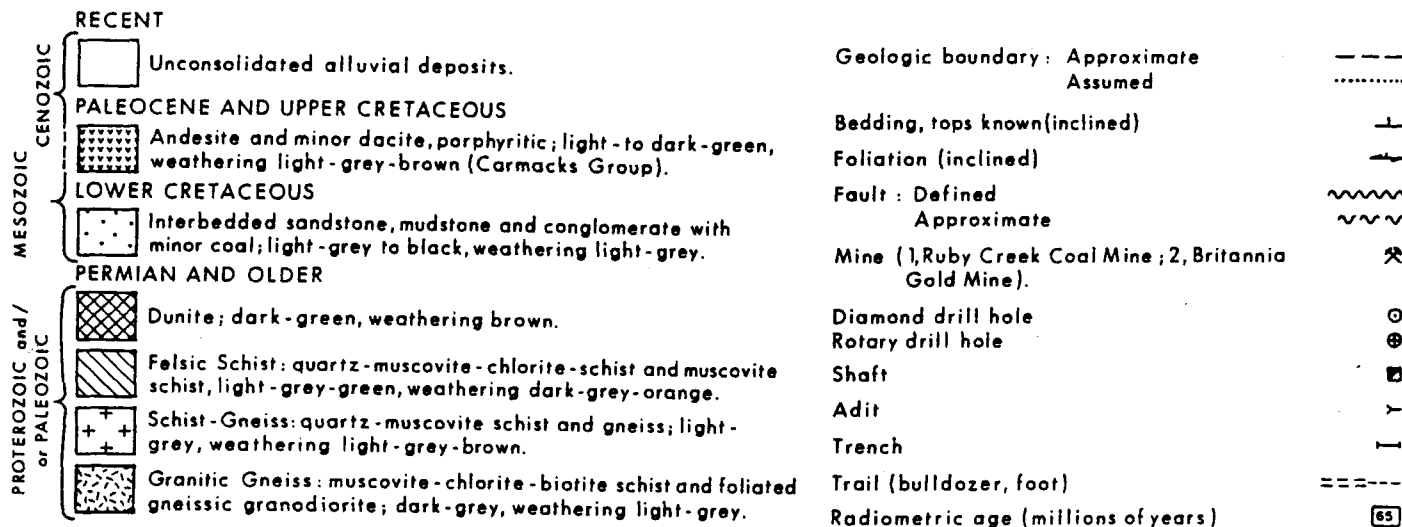 RECENT
CENOZOIC
Unconsolidated alluvial deposits.
PALEOCENE AND UPPER CRETACEOUS
Andesite and minor dacite, porphyritic; light-to dark-green,
weathering light-grey-brown (Carmacks Group).
MESOZOIC
LOWER CRETACEOUS
Interbedded sandstone, mudstone and conglomerate with
minor coal; light-grey to black, weathering light-grey.
PERMIAN AND OLDER
PROTEROZOIC and/
or PALEOZOIC
Dunite; dark-green, weathering brown.
Felsic Schist: quartz-muscovite-chlorite-schist and muscovite
schist, light-grey-green, weathering dark-grey-orange.
Schist-Gneiss: quartz-muscovite schist and gneiss; light-
grey, weathering light-grey-brown.
Granitic Gneiss: muscovite-chlorite-biotite schist and foliated
gneissic granodiorite; dark-grey, weathering light-grey.
Geologic boundary: Approximate
Assumed
Bedding, tops known(inclined)
Foliation (inclined)
Fault: Defined
Approximate
Mine (1,Ruby Creek Coal Mine; 2, Britannia
Gold Mine).
Diamond drill hole
Rotary drill hole
Shaft
Adit
Trench
Trail (bulldozer, foot)
Radiometric age (millions of years) 65